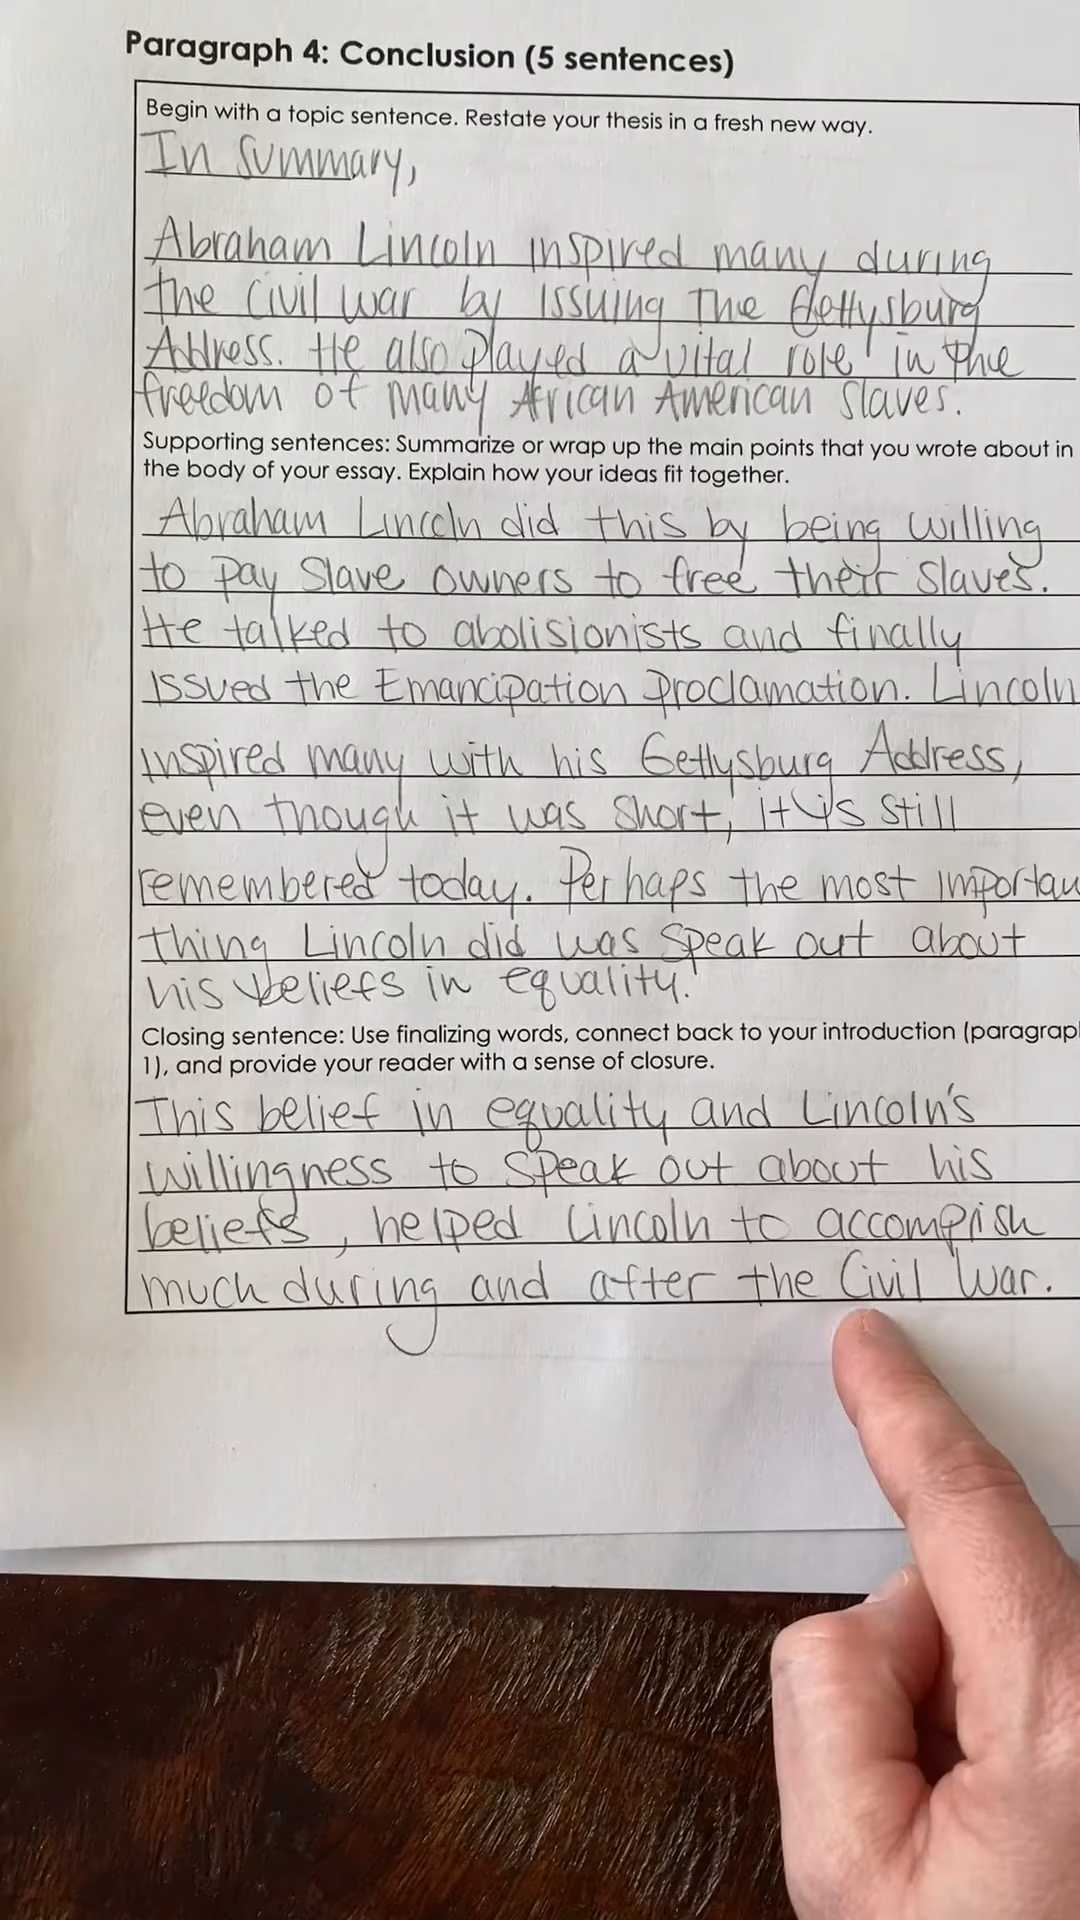 Paragraph 4: Conclusion (5 sentences)
Begin with a topic sentence. Restate your thesis in a fresh new way.
In summary,
Abraham Lincoln inspired many during
the Civil war by issuing The Gettysburg
Address. He also played a vital role in the
freedom of many African American slaves.
Supporting sentences: Summarize or wrap up the main points that you wrote about in
the body of your essay. Explain how your ideas fit together.
Abraham Lincoln did this by being willing
to pay slave owners to free their slaves.
He talked to abolisionists and finally
issued the Emancipation Proclamation. Lincoln
inspired many with his Gettysburg Address,
even though it was short, it is still
remembered today. Perhaps the most importan
thing Lincoln did was speak out about
his beliefs in equality.
Closing sentence: Use finalizing words, connect back to your introduction (paragrap
1), and provide your reader with a sense of closure.
This belief in equality and Lincoln's
willingness to speak out about his
beliefs, helped Lincoln to accomplish
much during and after the Civil War.